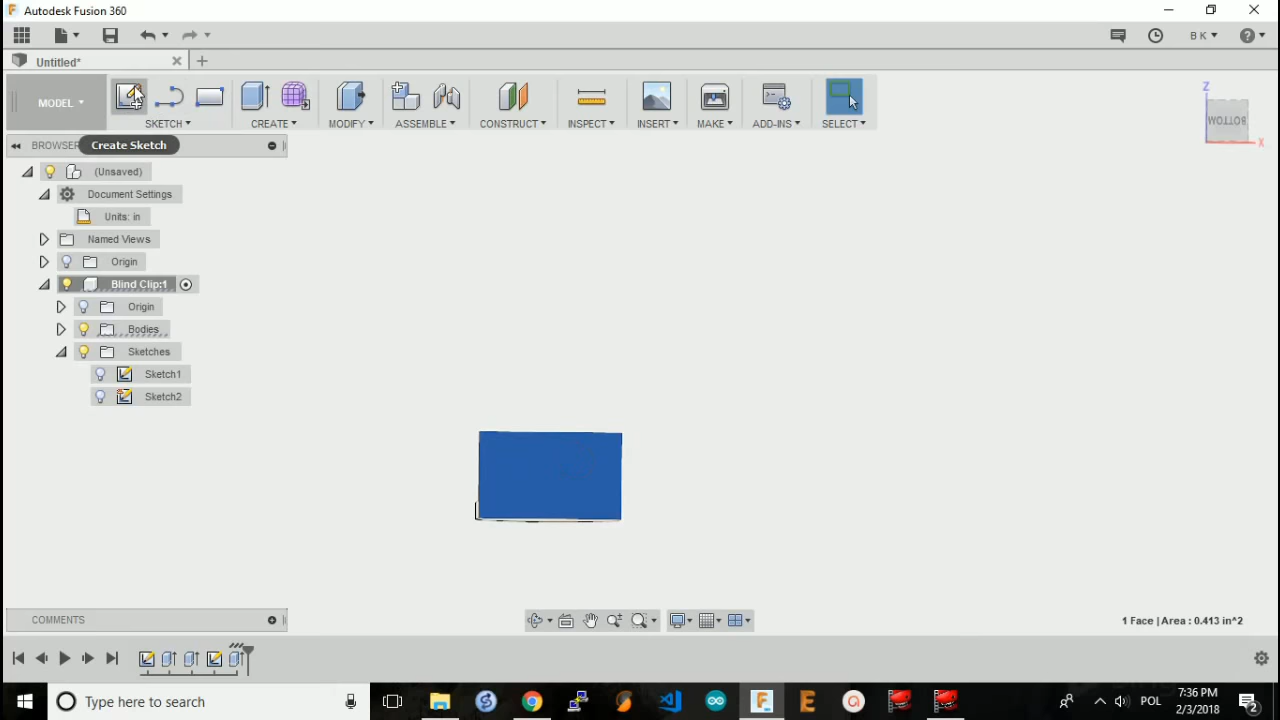 Autodesk Fusion 360
B K
Untitled*
MODEL
SKETCH
CREATE
MODIFY
ASSEMBLE
CONSTRUCT
INSPECT
INSERT
MAKE
ADD-INS
SELECT
BROWSER
Create Sketch
(Unsaved)
Document Settings
Units: in
Named Views
Origin
Blind Clip:1
Origin
Bodies
Sketches
Sketch1
Sketch2
Z
BOTTOM
X
COMMENTS
1 Face | Area : 0.413 in^2
Type here to search
POL
7:36 PM
2/3/2018
2